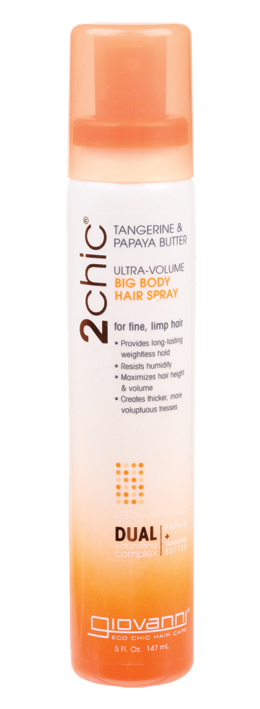 2chic®
TANGERINE &
PAPAYA BUTTER
ULTRA-VOLUME
BIG BODY
HAIR SPRAY
for fine, limp hair
• Provides long-lasting
weightless hold
• Resists humidity
• Maximizes hair height
& volume
• Creates thicker, more
voluptuous tresses
DUAL
complex
PAPAYA
+
TANGERINE
BUTTER
giovanni®
ECO CHIC HAIR CARE
5 Fl. Oz. 147 mL